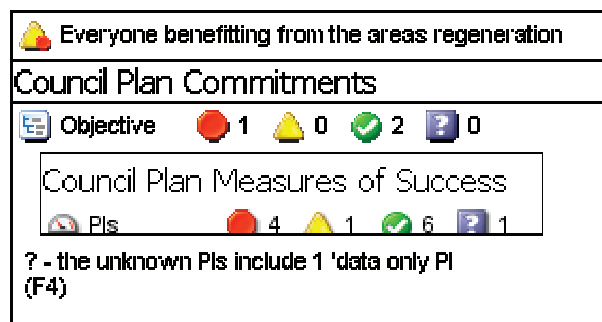 Everyone benefitting from the areas regeneration
Council Plan Commitments
Objective 1 0 2 ? 0
Council Plan Measures of Success
PIs 4 1 6 ? 1
? - the unknown PIs include 1 'data only PI
(F4)